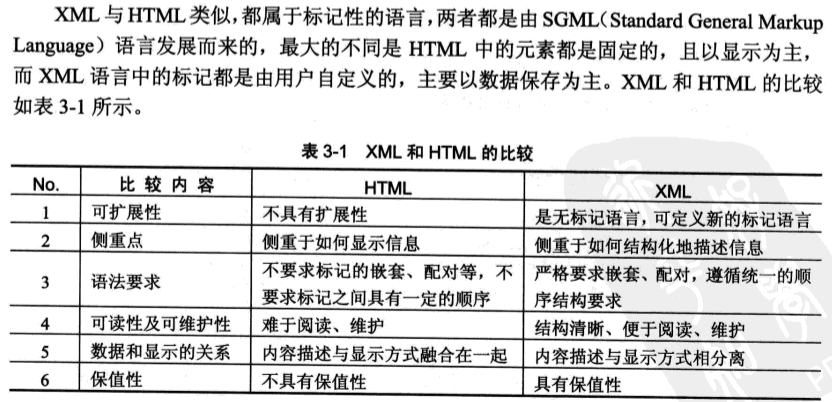 XML 与 HTML 类似,都属于标记性的语言,两者都是由 SGML(Standard General Markup
Language)语言发展而来的,最大的不同是 HTML 中的元素都是固定的,且以显示为主,
而 XML 语言中的标记都是由用户自定义的,主要以数据保存为主。XML 和 HTML 的比较
如表 3-1 所示。
表 3-1 XML 和 HTML 的比较
No. 比较内容 HTML XML
1 可扩展性 不具有扩展性 是无标记语言,可定义新的标记语言
2 侧重点 侧重于如何显示信息 侧重于如何结构化地描述信息
3 语法要求 不要求标记的嵌套、配对等,不 严格要求嵌套、配对,遵循统一的顺
要求标记之间具有一定的顺序 序结构要求
4 可读性及可维护性 难于阅读、维护 结构清晰、便于阅读、维护
5 数据和显示的关系 内容描述与显示方式融合在一起 内容描述与显示方式相分离
6 保值性 不具有保值性 具有保值性